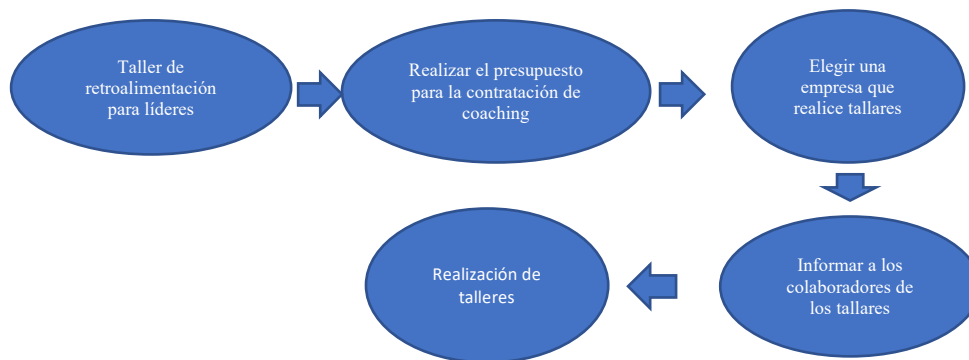 Taller de
retroalimentación
para líderes
Realizar el presupuesto
para la contratación de
coaching
Elegir una
empresa que
realice tallares
Informar a los
colaboradores de
los tallares
Realización de
talleres